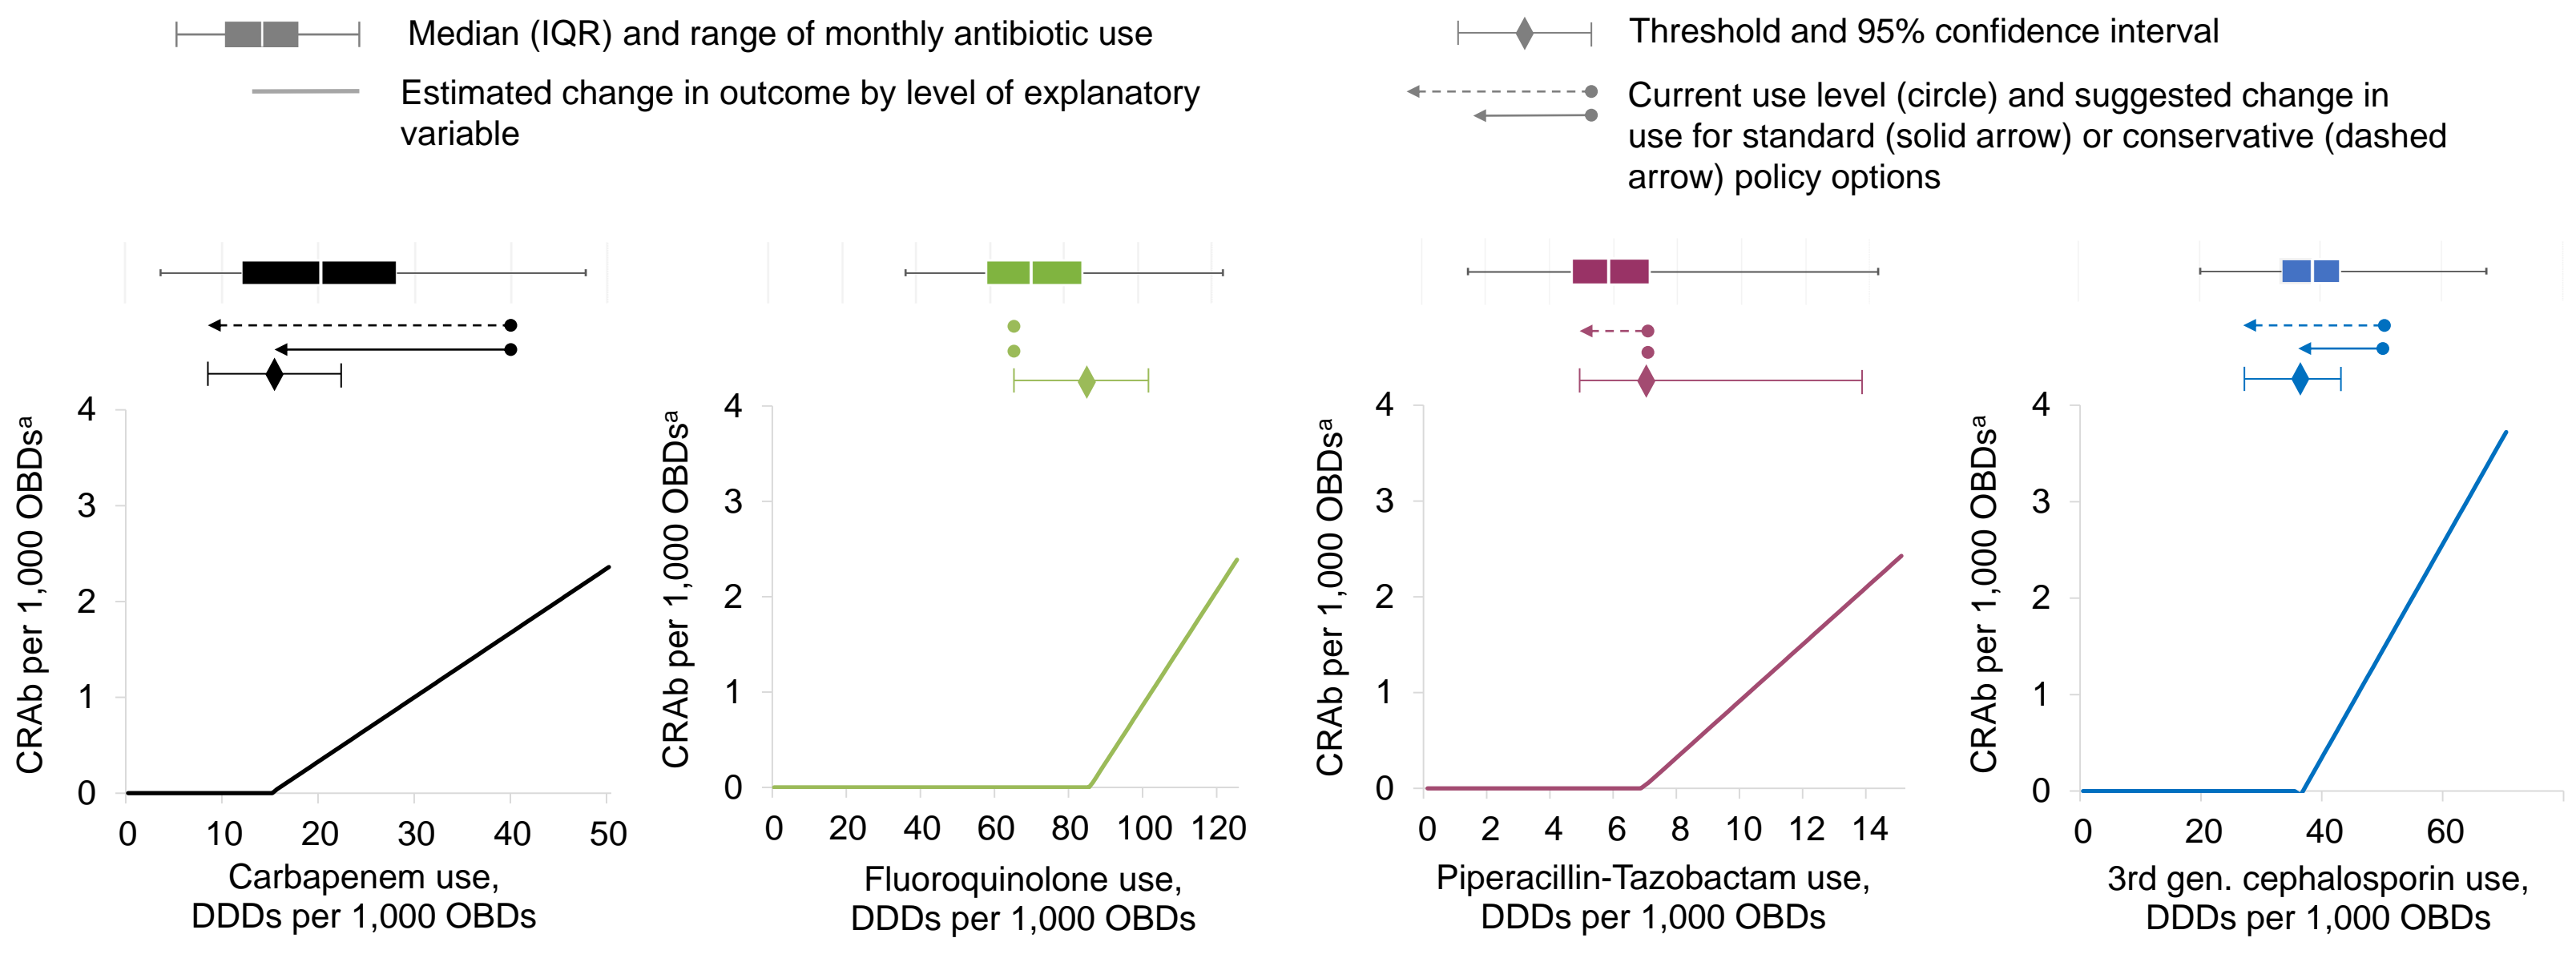 Median (IQR) and range of monthly antibiotic use
Estimated change in outcome by level of explanatory
variable
Threshold and 95% confidence interval
Current use level (circle) and suggested change in
use for standard (solid arrow) or conservative (dashed
arrow) policy options
CRAb per 1,000 OBDsᵃ
4
3
2
1
0
0 10 20 30 40 50
Carbapenem use,
DDDs per 1,000 OBDs
CRAb per 1,000 OBDsᵃ
4
3
2
1
0
0 20 40 60 80 100 120
Fluoroquinolone use,
DDDs per 1,000 OBDs
CRAb per 1,000 OBDsᵃ
4
3
2
1
0
0 2 4 6 8 10 12 14
Piperacillin-Tazobactam use,
DDDs per 1,000 OBDs
CRAb per 1,000 OBDsᵃ
4
3
2
1
0
0 20 40 60
3rd gen. cephalosporin use,
DDDs per 1,000 OBDs